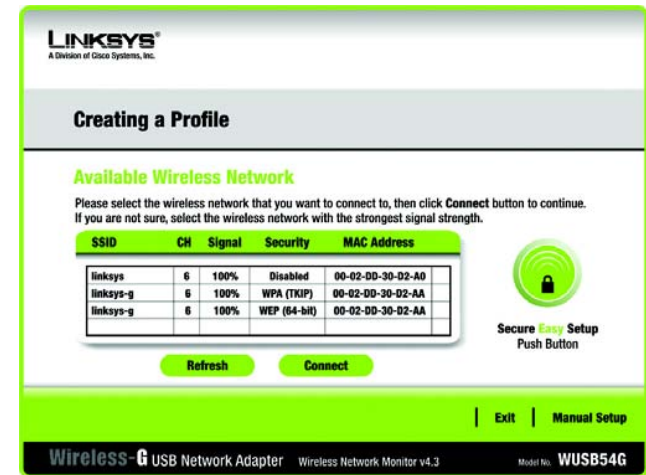 LINKSYS®
A Division of Cisco Systems, Inc.
Creating a Profile
Available Wireless Network
Please select the wireless network that you want to connect to, then click Connect button to continue.
If you are not sure, select the wireless network with the strongest signal strength.
SSID CH Signal Security MAC Address
linksys 6 100% Disabled 00-02-DD-30-D2-A0
linksys-g 6 100% WPA (TKIP) 00-02-DD-30-D2-AA
linksys-g 6 100% WEP (64-bit) 00-02-DD-30-D2-AA
Refresh Connect
Secure Easy Setup
Push Button
Exit Manual Setup
Wireless-G USB Network Adapter Wireless Network Monitor v4.3 Model No. WUSB54G